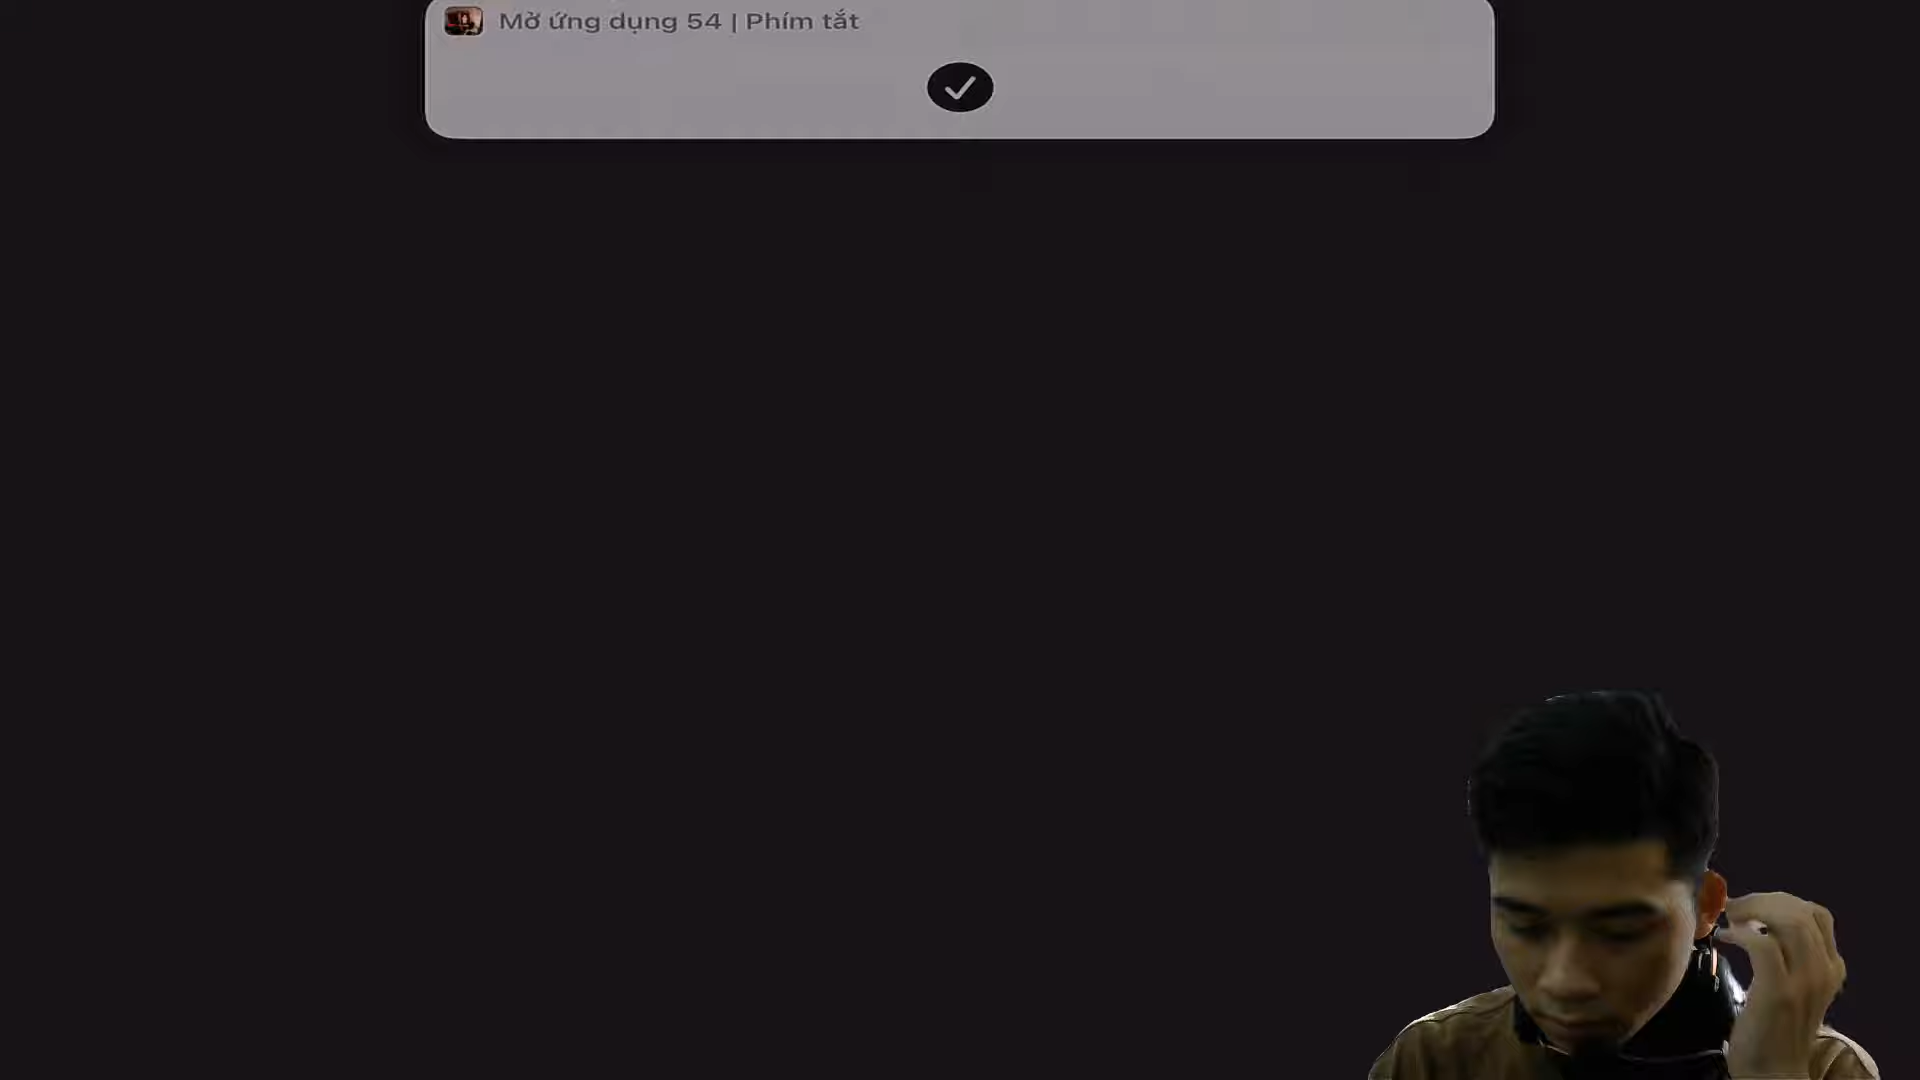 Mở ứng dụng 54 | Phím tắt